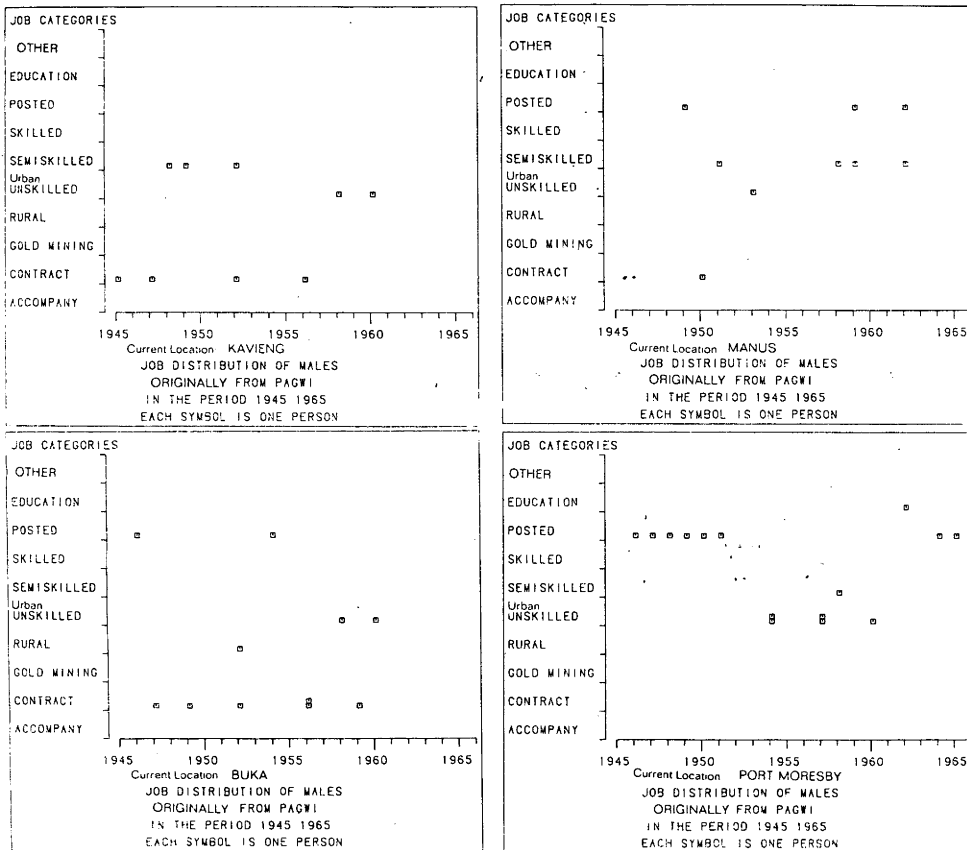 JOB CATEGORIES
OTHER
EDUCATION
POSTED
SKILLED
SEMISKILLED
Urban
UNSKILLED
RURAL
GOLD MINING
CONTRACT
ACCOMPANY
1945 1950 1955 1960 1965
Current Location KAVIENG
JOB DISTRIBUTION OF MALES
ORIGINALLY FROM PAGWI
IN THE PERIOD 1945 1965
EACH SYMBOL IS ONE PERSON
JOB CATEGORIES
OTHER
EDUCATION
POSTED
SKILLED
SEMISKILLED
Urban
UNSKILLED
RURAL
GOLD MINING
CONTRACT
ACCOMPANY
1945 1950 1955 1960 1965
Current Location MANUS
JOB DISTRIBUTION OF MALES
ORIGINALLY FROM PAGWI
IN THE PERIOD 1945 1965
EACH SYMBOL IS ONE PERSON
JOB CATEGORIES
OTHER
EDUCATION
POSTED
SKILLED
SEMISKILLED
Urban
UNSKILLED
RURAL
GOLD MINING
CONTRACT
ACCOMPANY
1945 1950 1955 1960 1965
Current Location BUKA
JOB DISTRIBUTION OF MALES
ORIGINALLY FROM PAGWI
IN THE PERIOD 1945 1965
EACH SYMBOL IS ONE PERSON
JOB CATEGORIES
OTHER
EDUCATION
POSTED
SKILLED
SEMISKILLED
Urban
UNSKILLED
RURAL
GOLD MINING
CONTRACT
ACCOMPANY
1945 1950 1955 1960 1965
Current Location PORT MORESBY
JOB DISTRIBUTION OF MALES
ORIGINALLY FROM PAGWI
IN THE PERIOD 1945 1965
EACH SYMBOL IS ONE PERSON